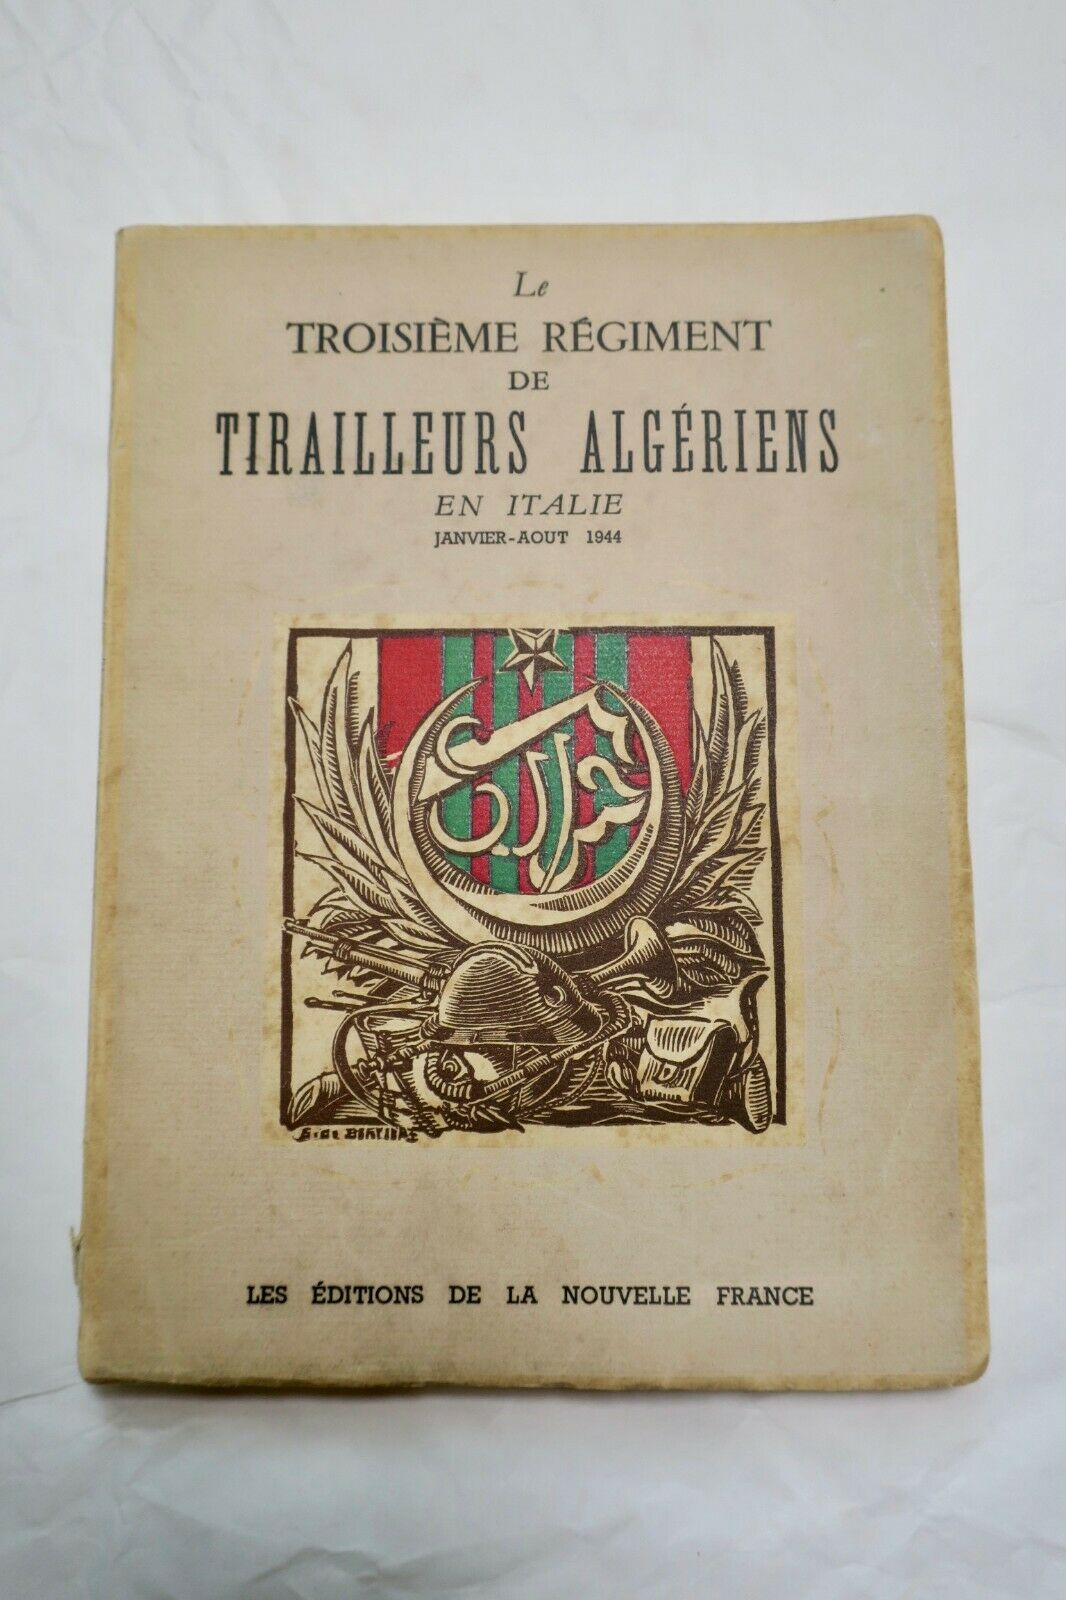 Le
TROISIÈME RÉGIMENT
DE
TIRAILLEURS ALGÉRIENS
EN ITALIE
JANVIER-AOUT 1944
LES ÉDITIONS DE LA NOUVELLE FRANCE